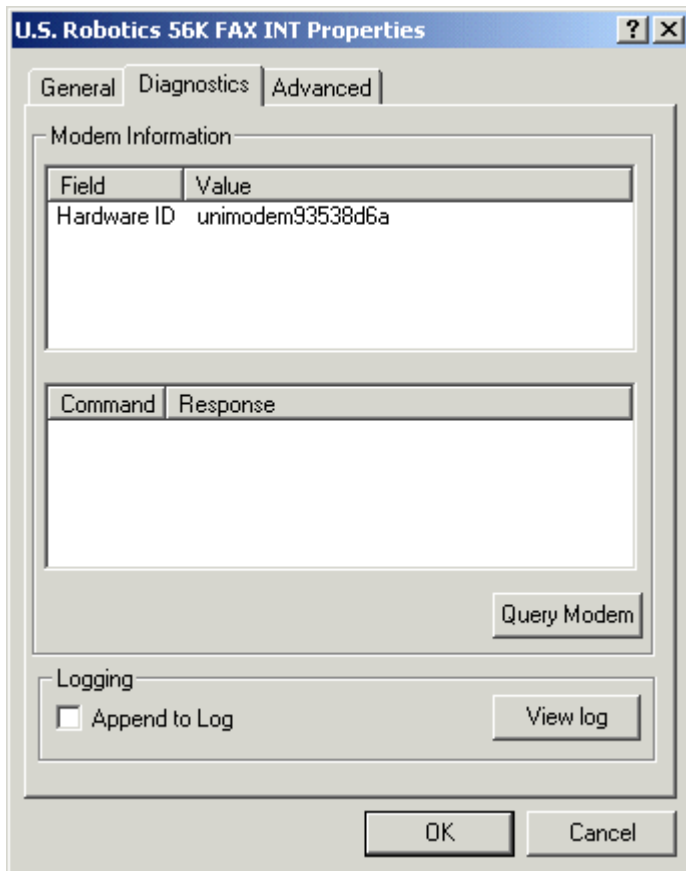 U.S. Robotics 56K FAX INT Properties
General Diagnostics Advanced
Modem Information
Field Value
Hardware ID unimodem93538d6a
Command Response
Query Modem
Logging
Append to Log View log
OK Cancel